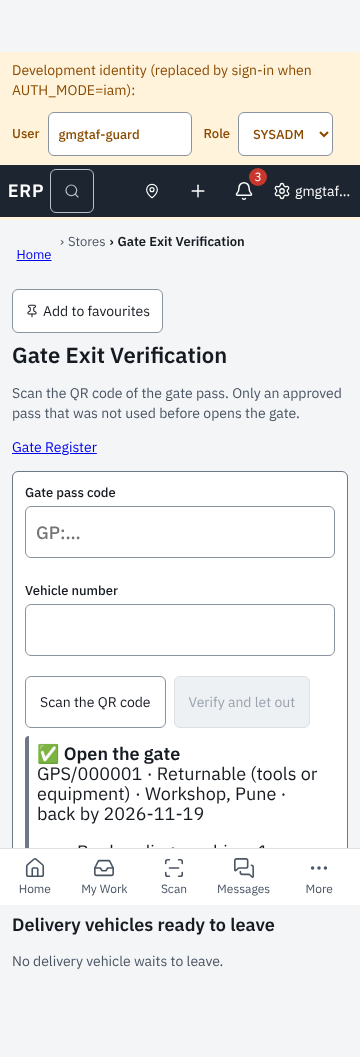 Development identity (replaced by sign-in when
AUTH_MODE=iam):
User gmgtaf-guard Role SYSADM
ERP 3 gmgtaf...
Home › Stores › Gate Exit Verification
Add to favourites
Gate Exit Verification
Scan the QR code of the gate pass. Only an approved
pass that was not used before opens the gate.
Gate Register
Gate pass code
GP:...
Vehicle number
Scan the QR code Verify and let out
✅ Open the gate
GPS/000001 · Returnable (tools or
equipment) · Workshop, Pune ·
back by 2026-11-19
Home My Work Scan Messages More
Delivery vehicles ready to leave
No delivery vehicle waits to leave.